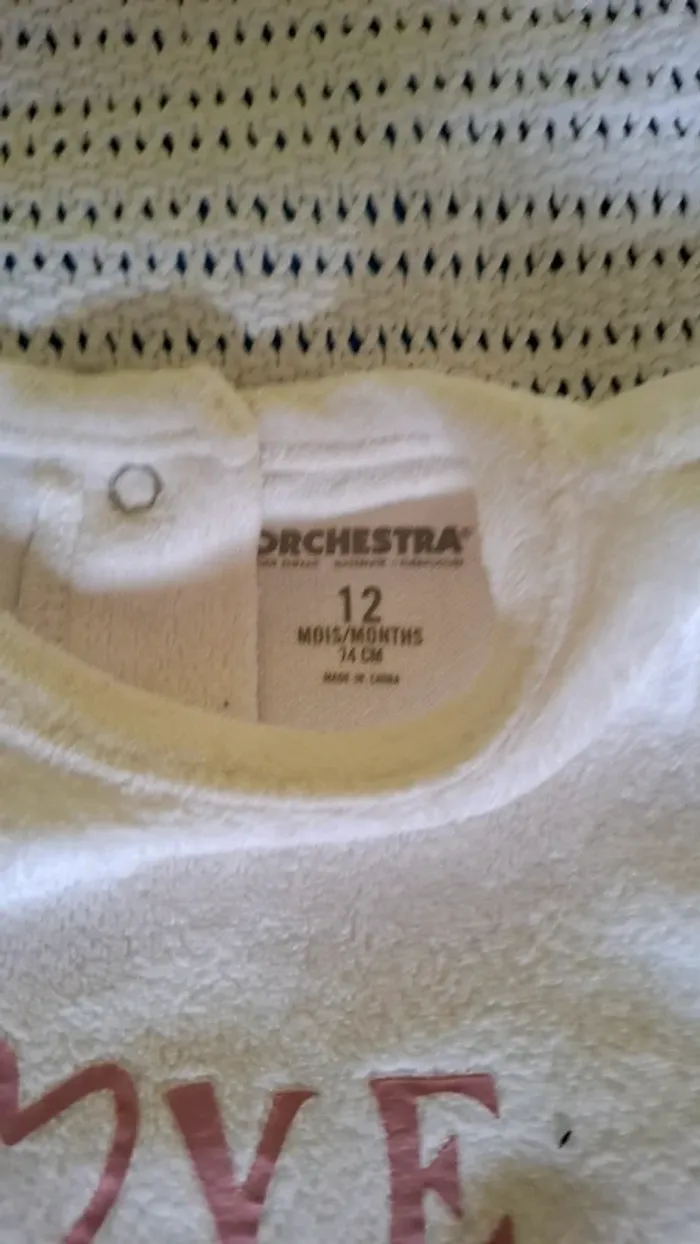 ORCHESTRA®
12
MOIS/MONTHS
74 CM
MADE IN CHINA
VE